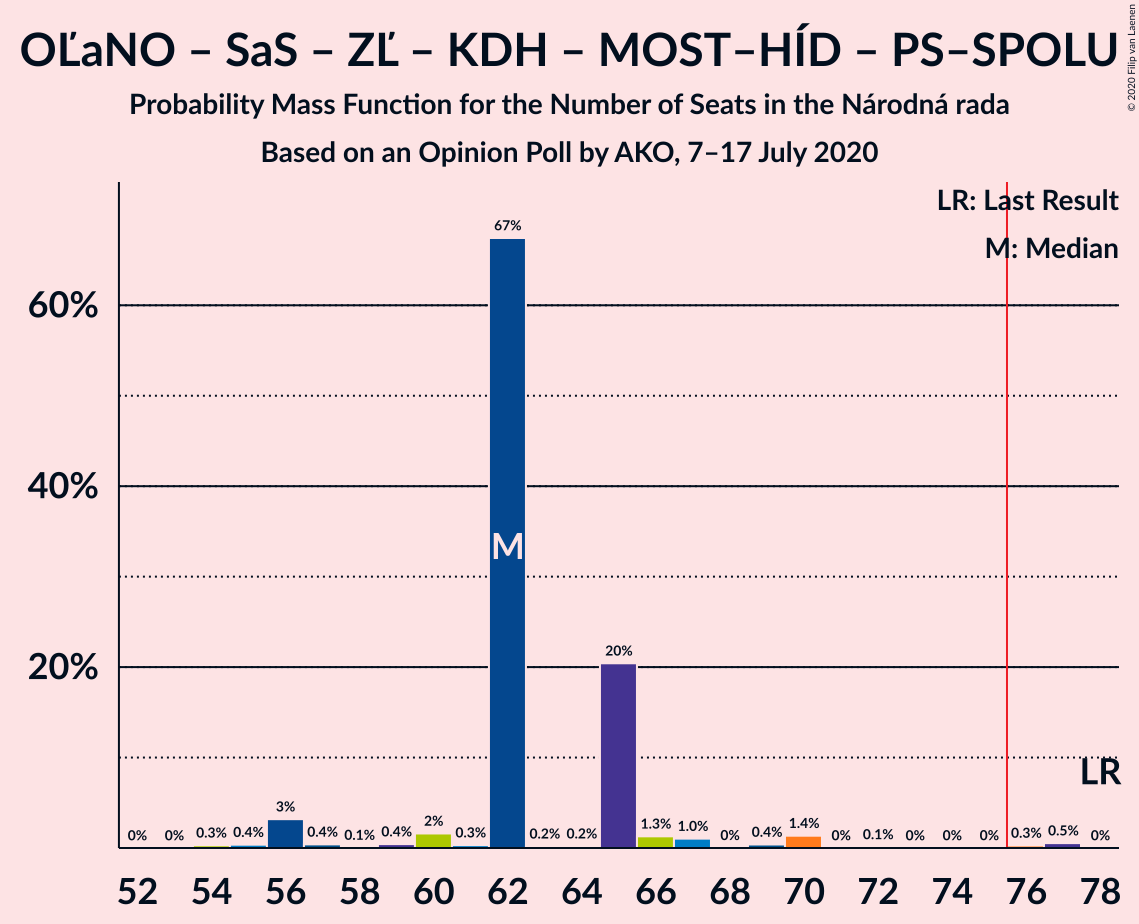 OĽaNO – SaS – ZĽ – KDH – MOST–HÍD – PS–SPOLU
Probability Mass Function for the Number of Seats in the Národná rada
Based on an Opinion Poll by AKO, 7–17 July 2020
© 2020 Filip van Laenen
LR: Last Result
M: Median
60%
40%
20%
67%
M
20%
LR
0% 0% 0.3% 0.4% 3% 0.4% 0.1% 0.4% 2% 0.3% 0.2% 0.2% 1.3% 1.0% 0% 0.4% 1.4% 0% 0.1% 0% 0% 0% 0.3% 0.5% 0%
52 54 56 58 60 62 64 66 68 70 72 74 76 78